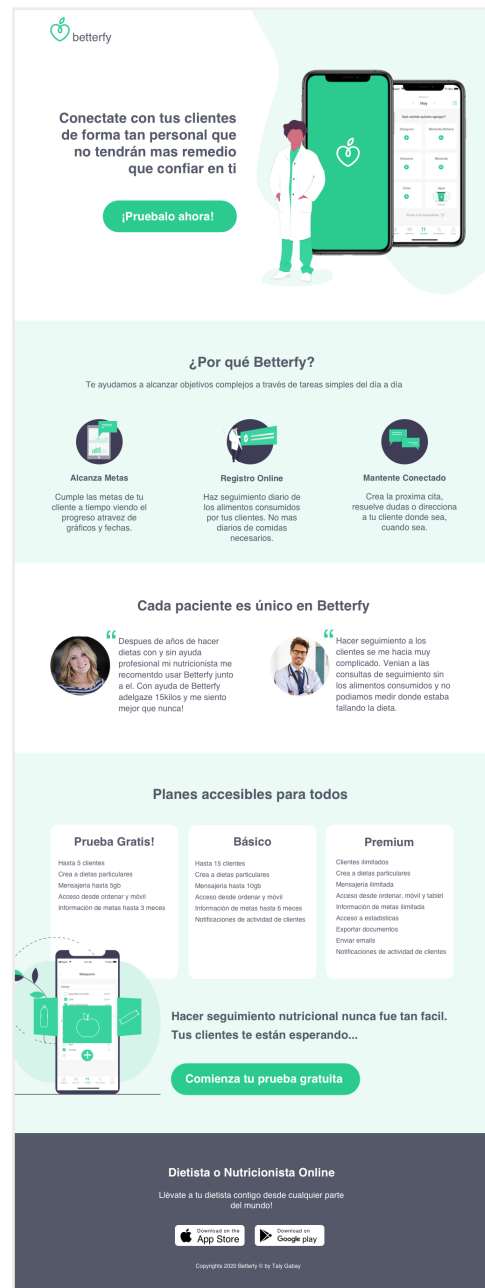 betterfy
Conectate con tus clientes
de forma tan personal que
no tendrán mas remedio
que confiar en ti
¡Pruebalo ahora!
Hoy
¿Por qué Betterfy?
Te ayudamos a alcanzar objetivos complejos a través de tareas simples del día a día
Alcanza Metas
Cumple las metas de tu
cliente a tiempo viendo el
progreso atravez de
gráficos y fechas.
Registro Online
Haz seguimiento diario de
los alimentos consumidos
por tus clientes. No mas
diarios de comidas
necesarios.
Mantente Conectado
Crea la proxima cita,
resuelve dudas o direcciona
a tu cliente donde sea,
cuando sea.
Cada paciente es único en Betterfy
“
Despues de años de hacer
dietas con y sin ayuda
profesional mi nutricionista me
recomentdo usar Betterfy junto
a el. Con ayuda de Betterfy
adelgaze 15kilos y me siento
mejor que nunca!
“
Hacer seguimiento a los
clientes se me hacia muy
complicado. Venian a las
consultas de seguimiento sin
los alimentos consumidos y no
podiamos medir donde estaba
fallando la dieta.
Planes accesibles para todos
Prueba Gratis!
Hasta 5 clientes
Crea a dietas particulares
Mensajeria hasta 5gb
Acceso desde ordenar y móvil
Información de metas hasta 3 meces
Básico
Hasta 15 clientes
Crea a dietas particulares
Mensajeria hasta 10gb
Acceso desde ordenar y móvil
Información de metas hasta 6 meces
Notificaciones de actividad de clientes
Premium
Clientes ilimitados
Crea a dietas particulares
Mensajería ilimitada
Acceso desde ordenar, móvil y tablet
Información de metas ilimitada
Acceso a estadísticas
Exportar documentos
Enviar emails
Notificaciones de actividad de clientes
Desayuno
Hacer seguimiento nutricional nunca fue tan facil.
Tus clientes te están esperando...
Comienza tu prueba gratuita
Dietista o Nutricionista Online
Llévate a tu dietista contigo desde cualquier parte
del mundo!
Download on the
App Store
Download on
Google play
Copyrights 2020 Betterfy © by Taly Gabay